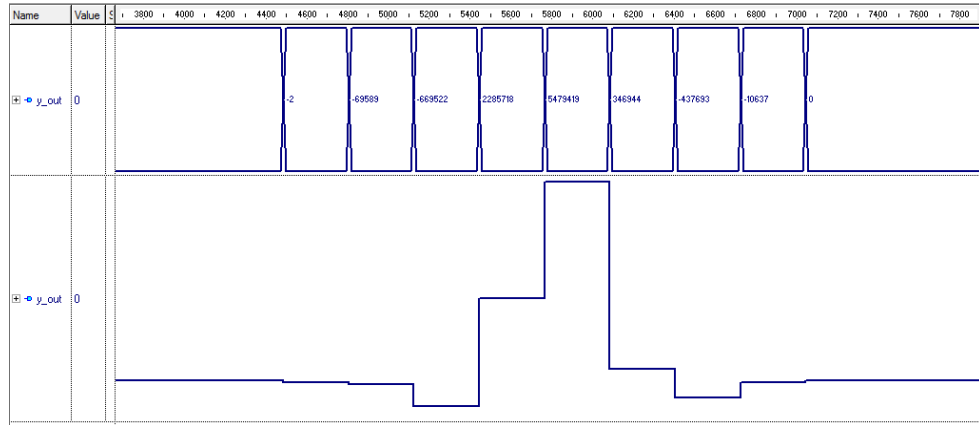 Name Value S 3800 4000 4200 4400 4600 4800 5000 5200 5400 5600 5800 6000 6200 6400 6600 6800 7000 7200 7400 7600 7800
y_out 0 -2 -69589 -669522 2285718 5479419 346944 -437693 -10637 0
y_out 0